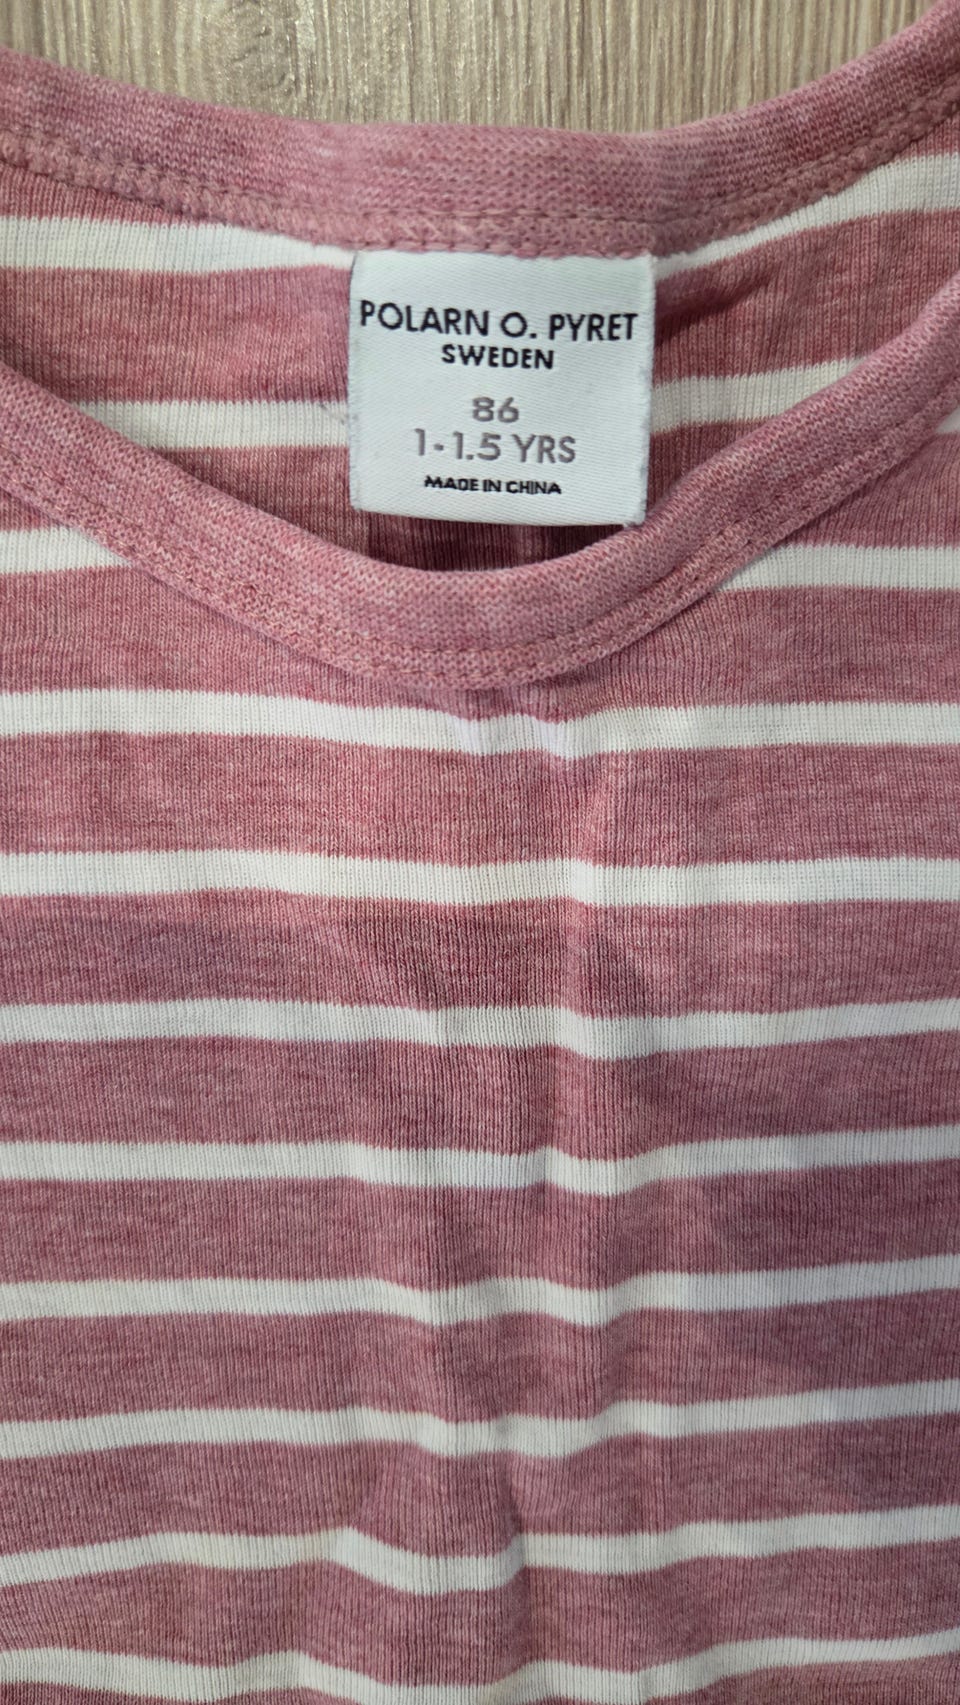 POLARN O. PYRET
SWEDEN
86
1-1.5 YRS
MADE IN CHINA